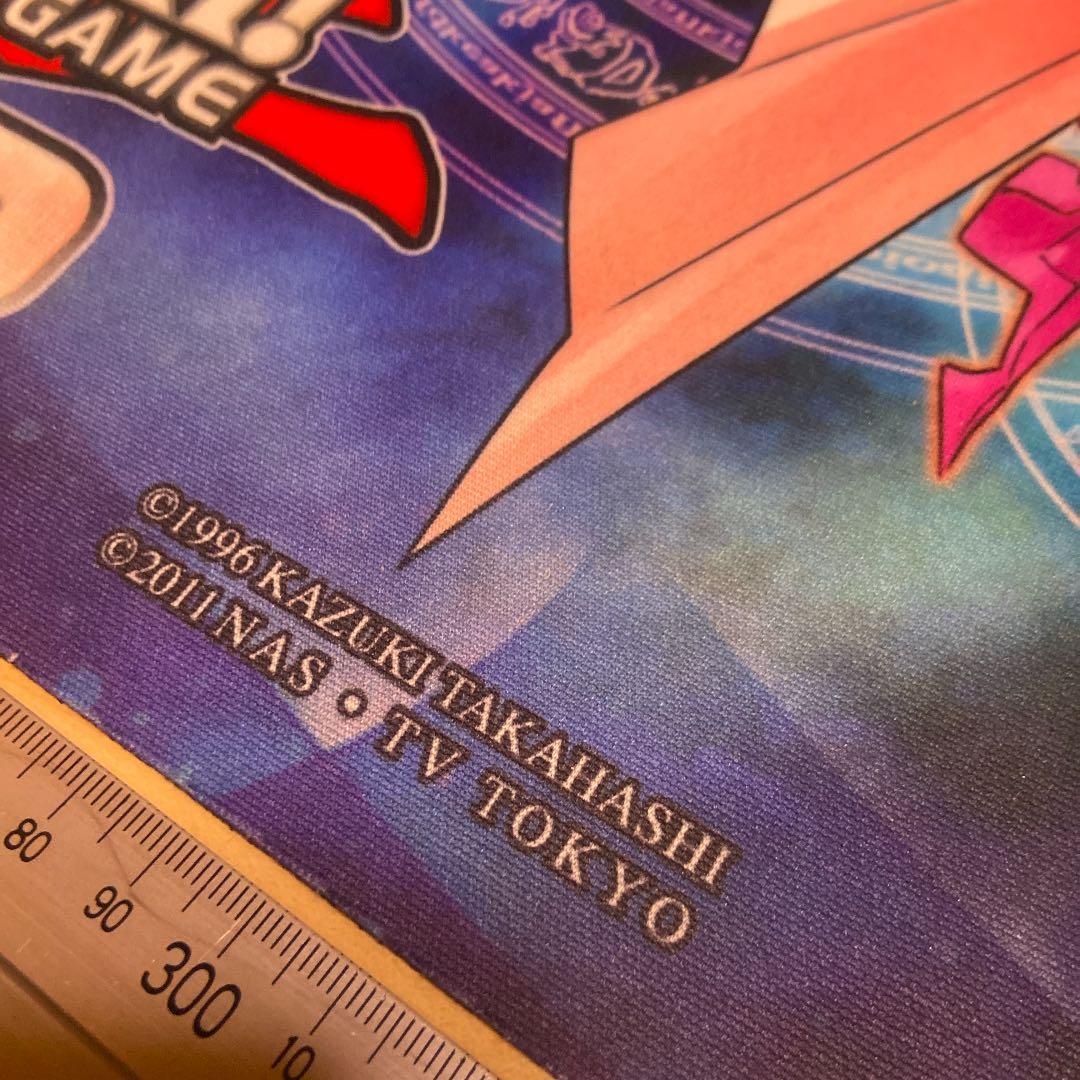 GAME
©1996 KAZUKI TAKAHASHI
©2011 NAS • TV TOKYO
80
90
300
10